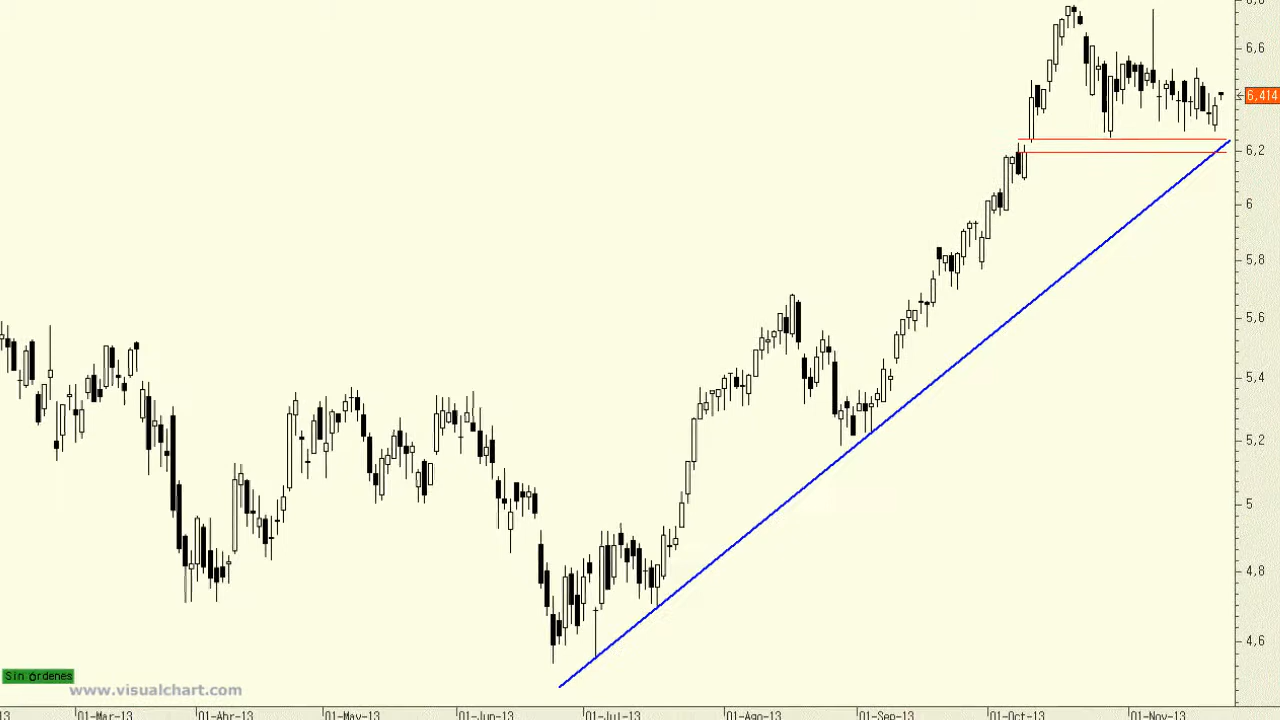 6,6
6,414
6,2
6
5,8
5,6
5,4
5,2
5
4,8
4,6
Sin órdenes
www.visualchart.com
13
01-Mar-13
01-Abr-13
01-May-13
01-Jun-13
01-Jul-13
01-Ago-13
01-Sep-13
01-Oct-13
01-Nov-13